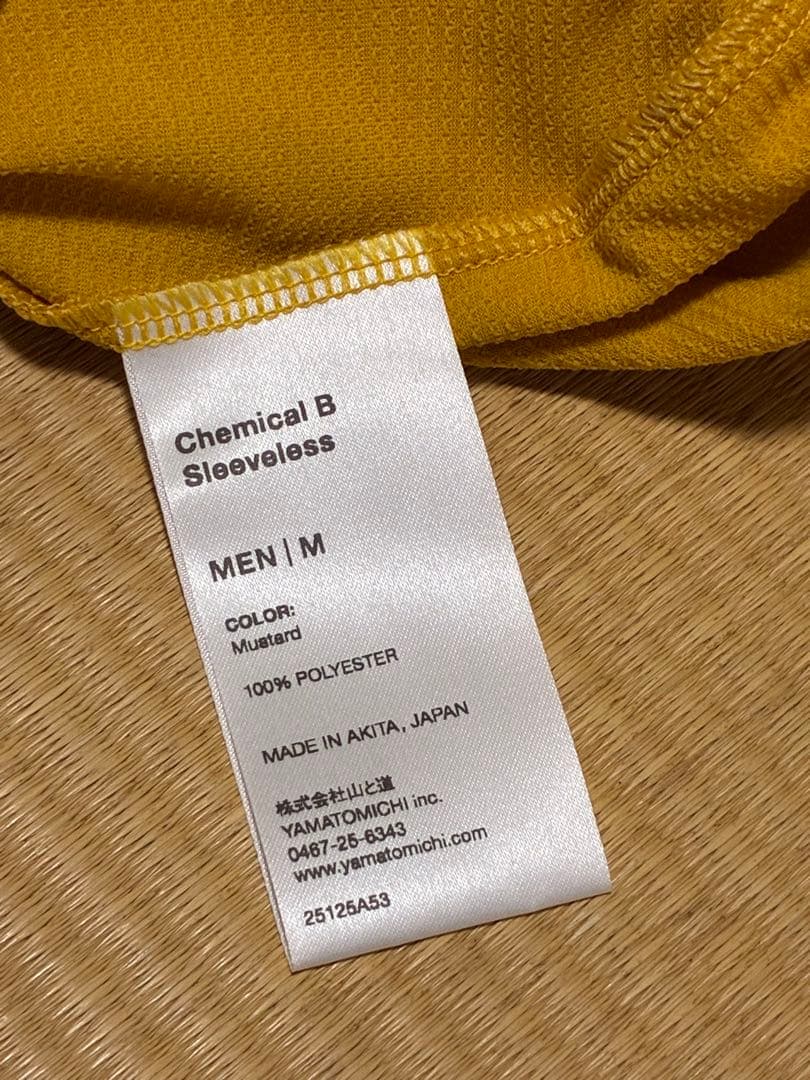 Chemical B
Sleeveless
MEN | M
COLOR:
Mustard
100% POLYESTER
MADE IN AKITA, JAPAN
株式会社山と道
YAMATOMICHI inc.
0467-25-6343
www.yamatomichi.com
25125A53